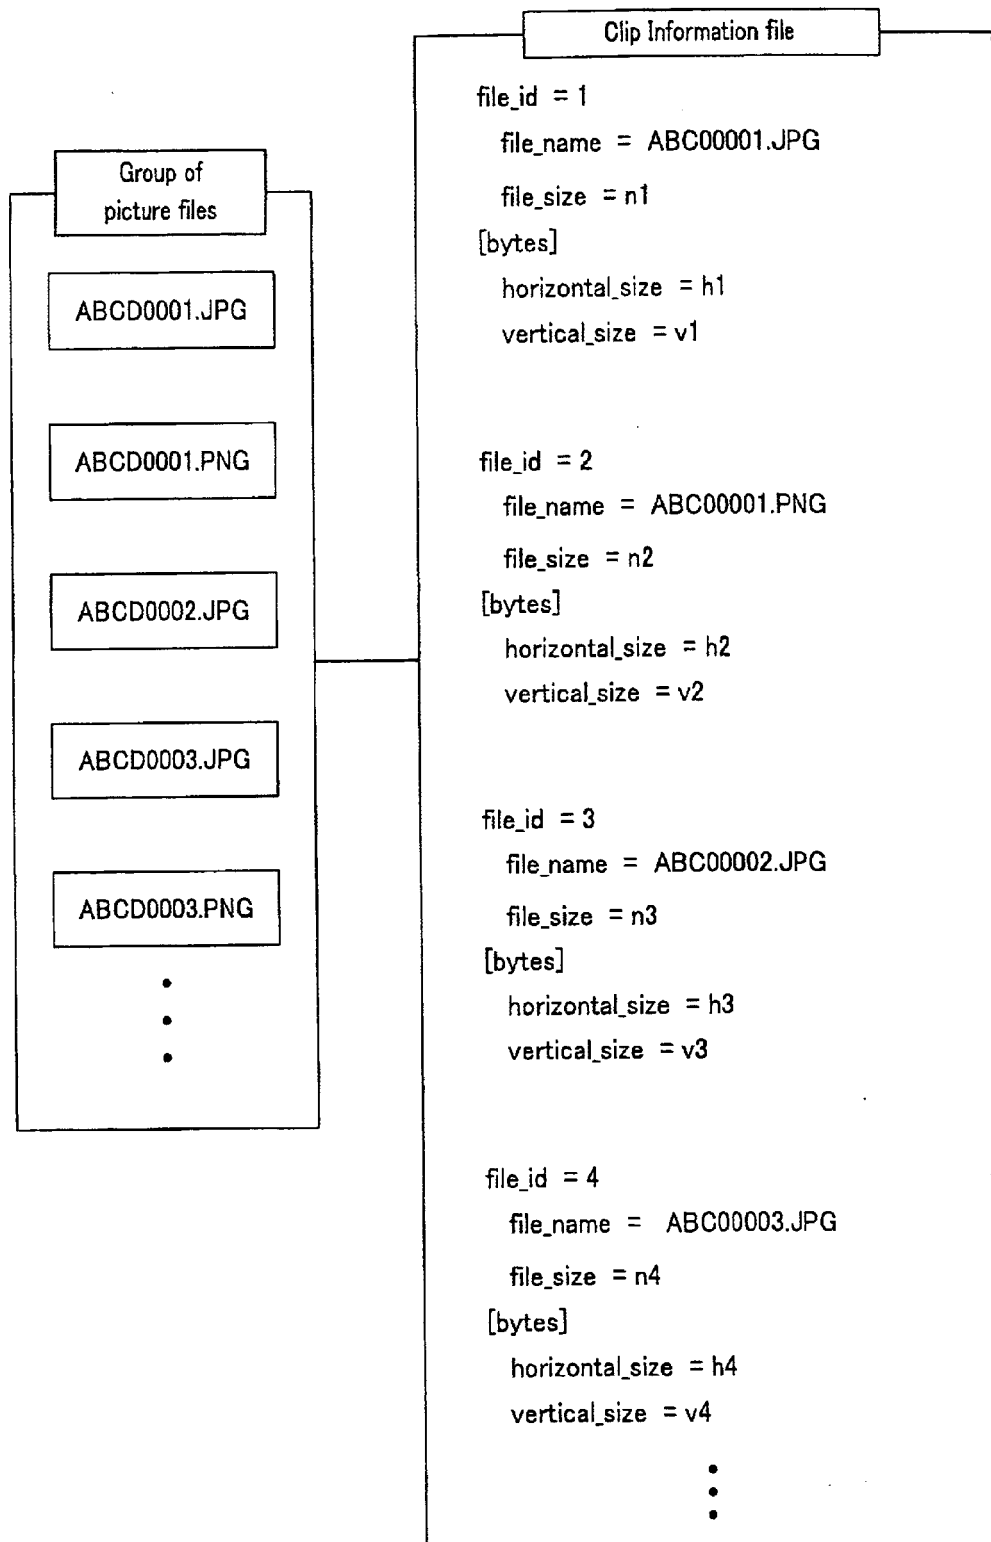 Group of
picture files
ABCD0001.JPG
ABCD0001.PNG
ABCD0002.JPG
ABCD0003.JPG
ABCD0003.PNG
Clip Information file
file_id = 1
file_name = ABC00001.JPG
file_size = n1
[bytes]
horizontal_size = h1
vertical_size = v1
file_id = 2
file_name = ABC00001.PNG
file_size = n2
[bytes]
horizontal_size = h2
vertical_size = v2
file_id = 3
file_name = ABC00002.JPG
file_size = n3
[bytes]
horizontal_size = h3
vertical_size = v3
file_id = 4
file_name = ABC00003.JPG
file_size = n4
[bytes]
horizontal_size = h4
vertical_size = v4